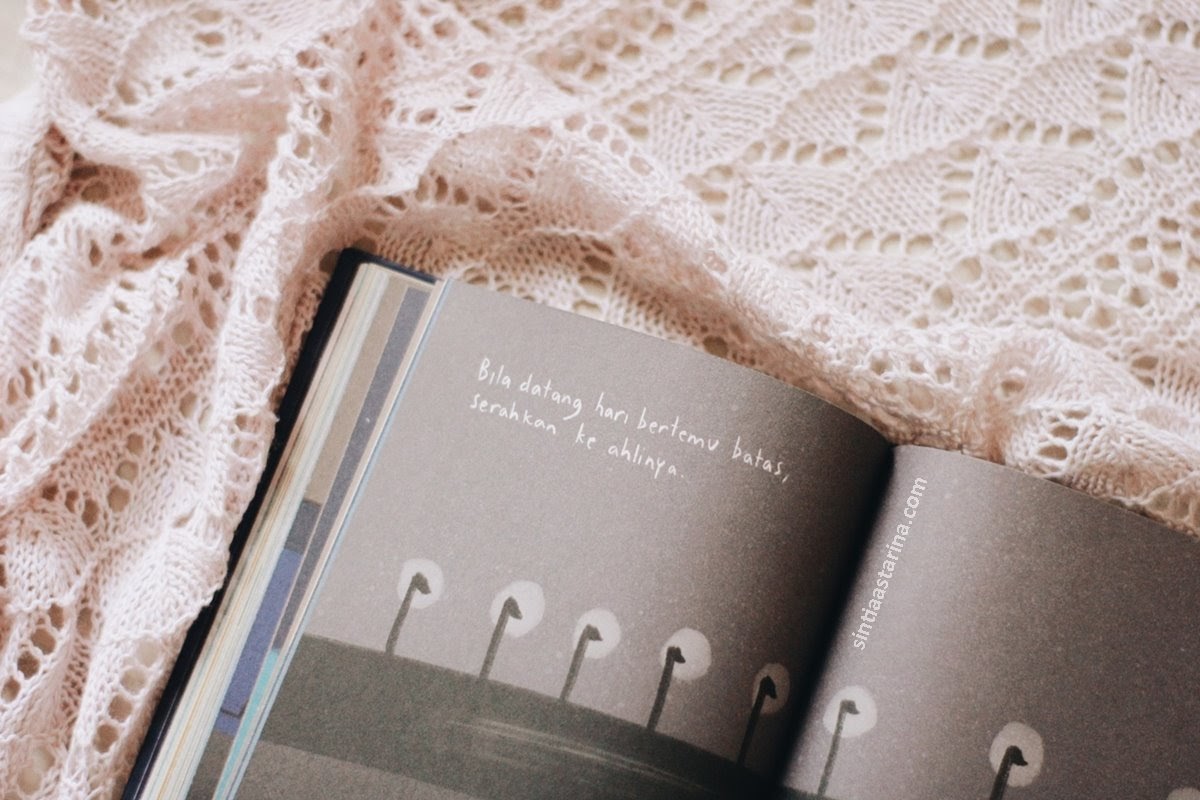 Bila datang hari bertemu batas,
serahkan ke ahlinya.
sintiaastarina.com